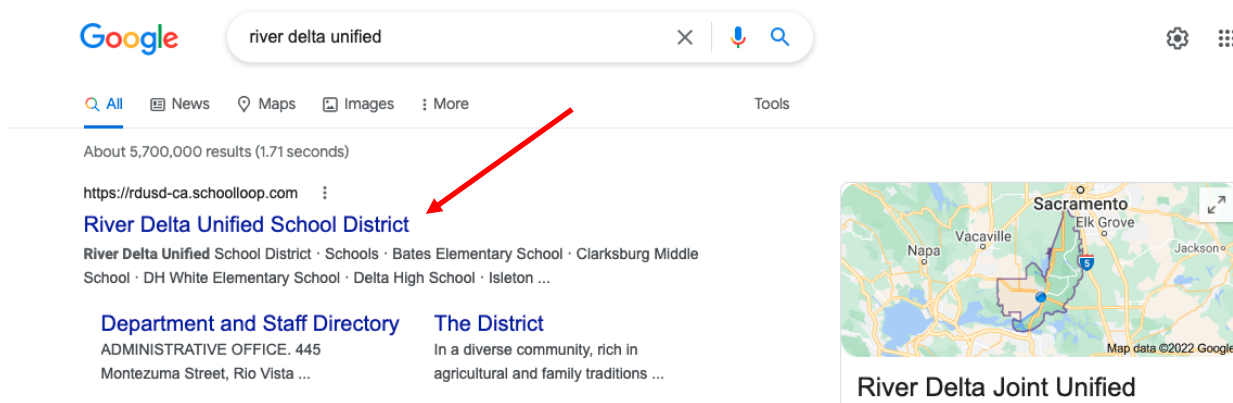 Google
river delta unified
All
News
Maps
Images
More
Tools
About 5,700,000 results (1.71 seconds)
https://rdusd-ca.schoolloop.com
River Delta Unified School District
River Delta Unified School District · Schools · Bates Elementary School · Clarksburg Middle
School · DH White Elementary School · Delta High School · Isleton ...
Department and Staff Directory
ADMINISTRATIVE OFFICE. 445
Montezuma Street, Rio Vista ...
The District
In a diverse community, rich in
agricultural and family traditions ...
Sacramento
Elk Grove
Vacaville
Napa
Jackson
5
Map data ©2022 Google
River Delta Joint Unified